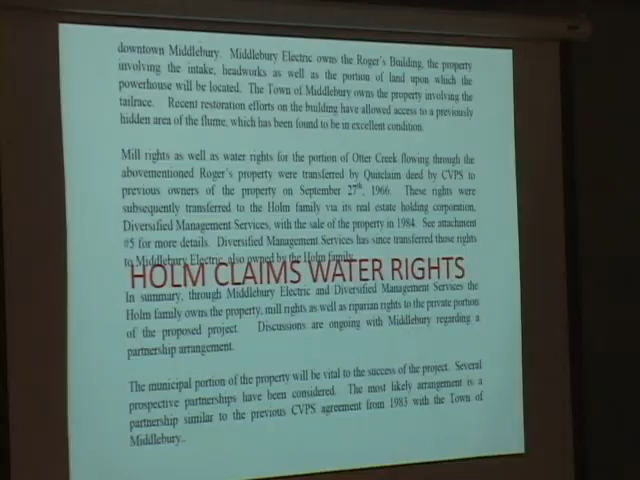 downtown Middlebury. Middlebury Electric owns the Roger's Building, the property
involving the intake, headworks as well as the portion of land upon which the
powerhouse will be located. The Town of Middlebury owns the property involving the
tailrace. Recent restoration efforts on the building have allowed access to a previously
hidden area of the flume, which has been found to be in excellent condition.
Mill rights as well as water rights for the portion of Otter Creek flowing through the
abovementioned Roger's property were transferred by Quitclaim deed by CVPS to
previous owners of the property on September 27th, 1966. These rights were
subsequently transferred to the Holm family via its real estate holding corporation,
Diversified Management Services, with the sale of the property in 1984. See attachment
#5 for more details. Diversified Management Services has since transferred those rights
to Middlebury Electric, also owned by the Holm family.
HOLM CLAIMS WATER RIGHTS
In summary, through Middlebury Electric and Diversified Management Services the
Holm family owns the property, mill rights as well as riparian rights to the private portion
of the proposed project. Discussions are ongoing with Middlebury regarding a
partnership arrangement.
The municipal portion of the property will be vital to the success of the project. Several
prospective partnerships have been considered. The most likely arrangement is a
partnership similar to the previous CVPS agreement from 1983 with the Town of
Middlebury..